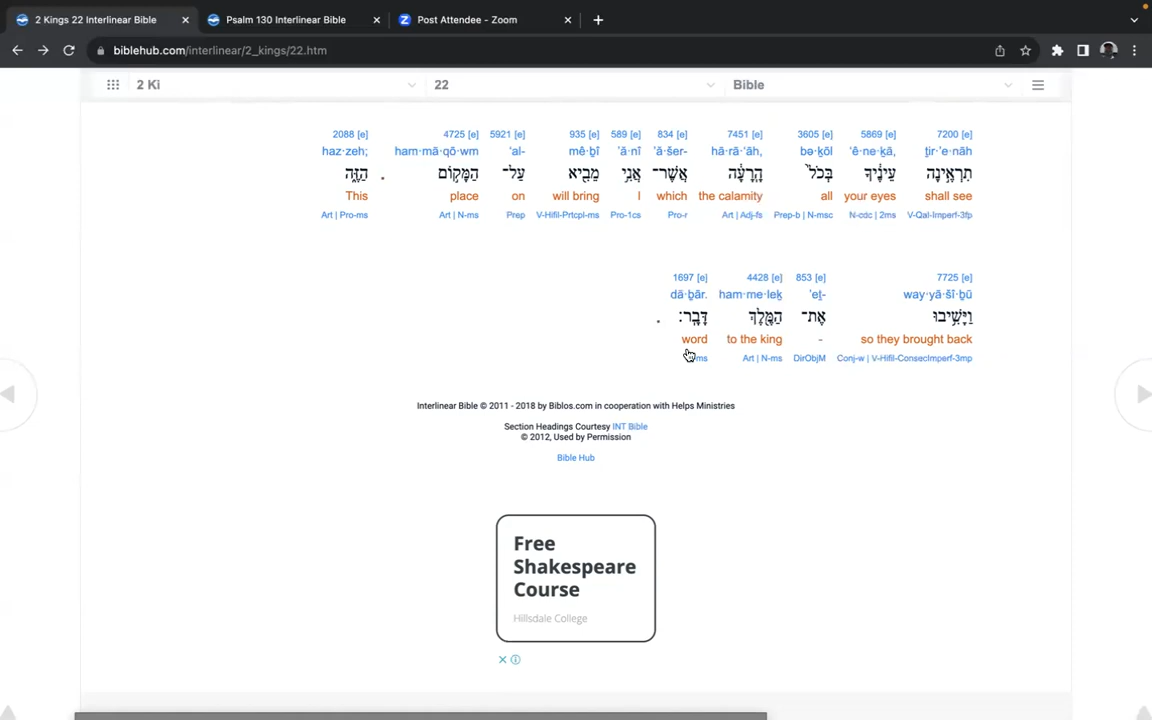 2 Kings 22 Interlinear Bible
Psalm 130 Interlinear Bible
Post Attendee - Zoom
biblehub.com/interlinear/2_kings/22.htm
2 Ki 22 Bible
2088 [e] 4725 [e] 5921 [e] 935 [e] 589 [e] 834 [e] 7451 [e] 3605 [e] 5869 [e] 7200 [e]
haz·zeh; ham·mā·qō·wm ‘al- mê·ḇî ’ă·nî ’ă·šer- hā·rā·‘āh, bə·ḵōl ‘ê·ne·ḵā, ṯir·’e·nāh
תִרְאֶ֣ינָה עֵינֶ֔יךָ בְּכֹל֙ הָֽרָעָ֔ה אֲשֶׁר־ אֲנִ֥י מֵבִ֖יא עַל־ הַמָּק֣וֹם . הַזֶּ֑ה
This place on will bring I which the calamity all your eyes shall see
Art | Pro-ms Art | N-ms Prep V-Hifil-Prtcpl-ms Pro-1cs Pro-r Art | Adj-fs Prep-b | N-msc N-cdc | 2ms V-Qal-Imperf-3fp
1697 [e] 4428 [e] 853 [e] 7725 [e]
dā·ḇār. ham·me·leḵ ’eṯ- way·yā·šî·ḇū
וַיָּשִׁ֥יבוּ אֶת־ הַמֶּ֖לֶךְ דָּבָֽר׃ .
word to the king - so they brought back
ms Art | N-ms DirObjM Conj-w | V-Hifil-ConsecImperf-3mp
Interlinear Bible © 2011 - 2018 by Biblos.com in cooperation with Helps Ministries
Section Headings Courtesy INT Bible
© 2012, Used by Permission
Bible Hub
Free
Shakespeare
Course
Hillsdale College